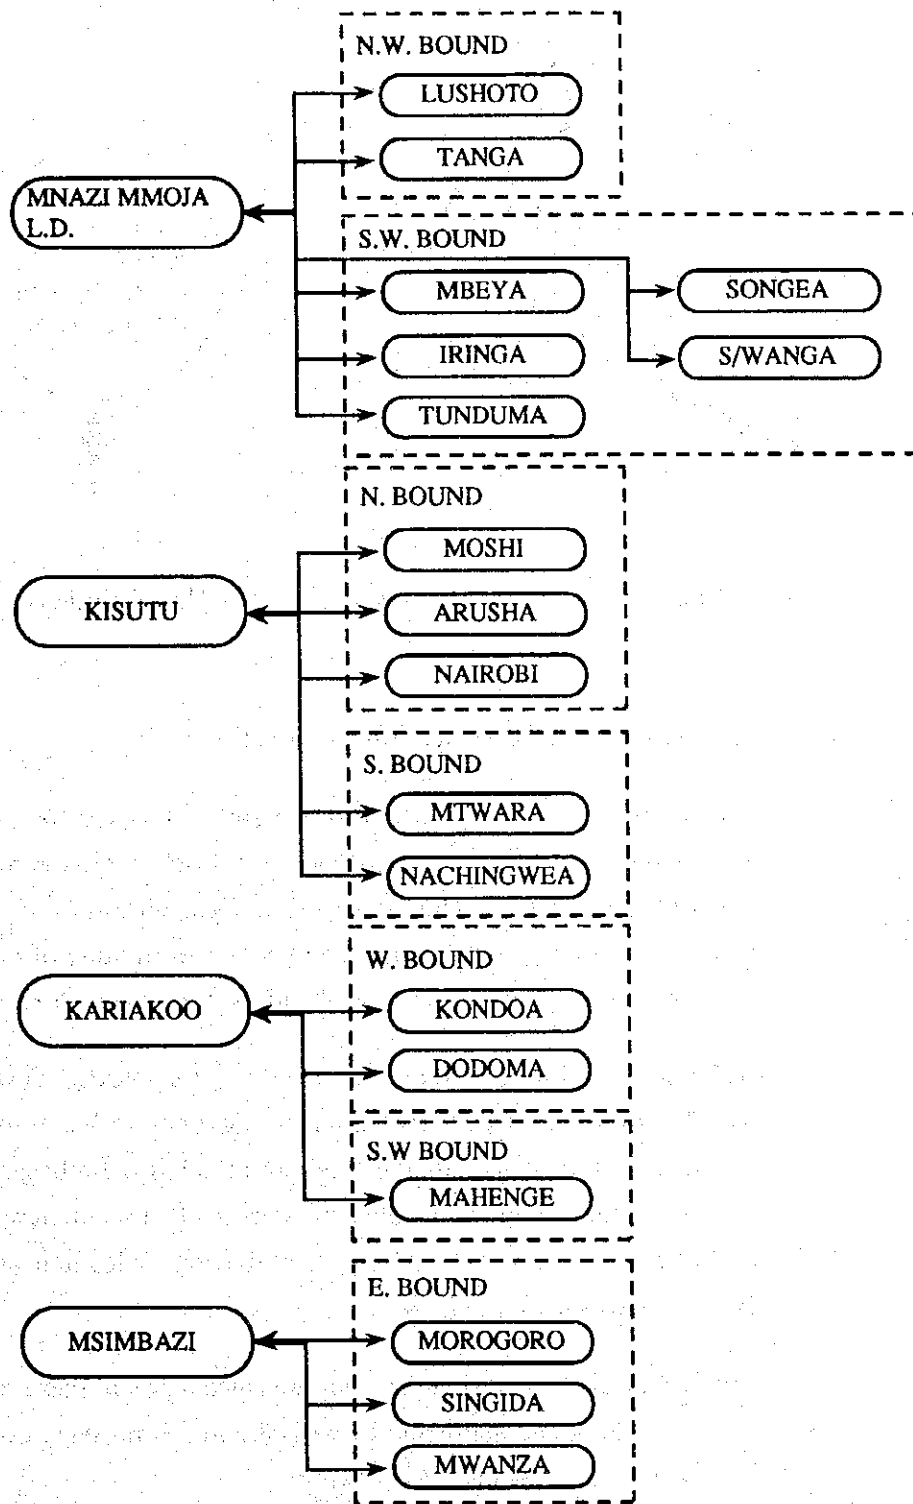 N.W. BOUND
LUSHOTO
TANGA
MNAZI MMOJA
L.D.
S.W. BOUND
MBEYA
SONGEA
IRINGA
S/WANGA
TUNDUMA
N. BOUND
MOSHI
KISUTU
ARUSHA
NAIROBI
S. BOUND
MTWARA
NACHINGWEA
W. BOUND
KARIAKOO
KONDOA
DODOMA
S.W BOUND
MAHENGE
E. BOUND
MSIMBAZI
MOROGORO
SINGIDA
MWANZA